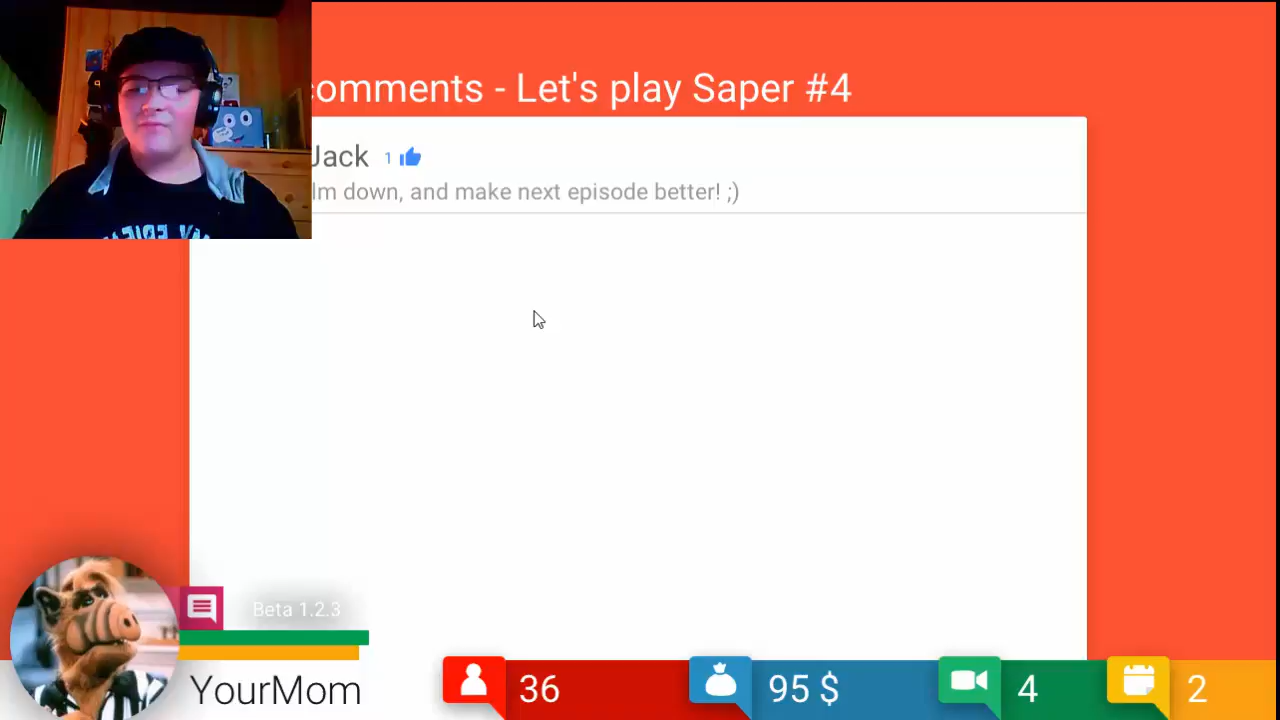 comments - Let's play Saper #4
Jack 1
lm down, and make next episode better! ;)
Beta 1.2.3
YourMom
36
95 $
4
2